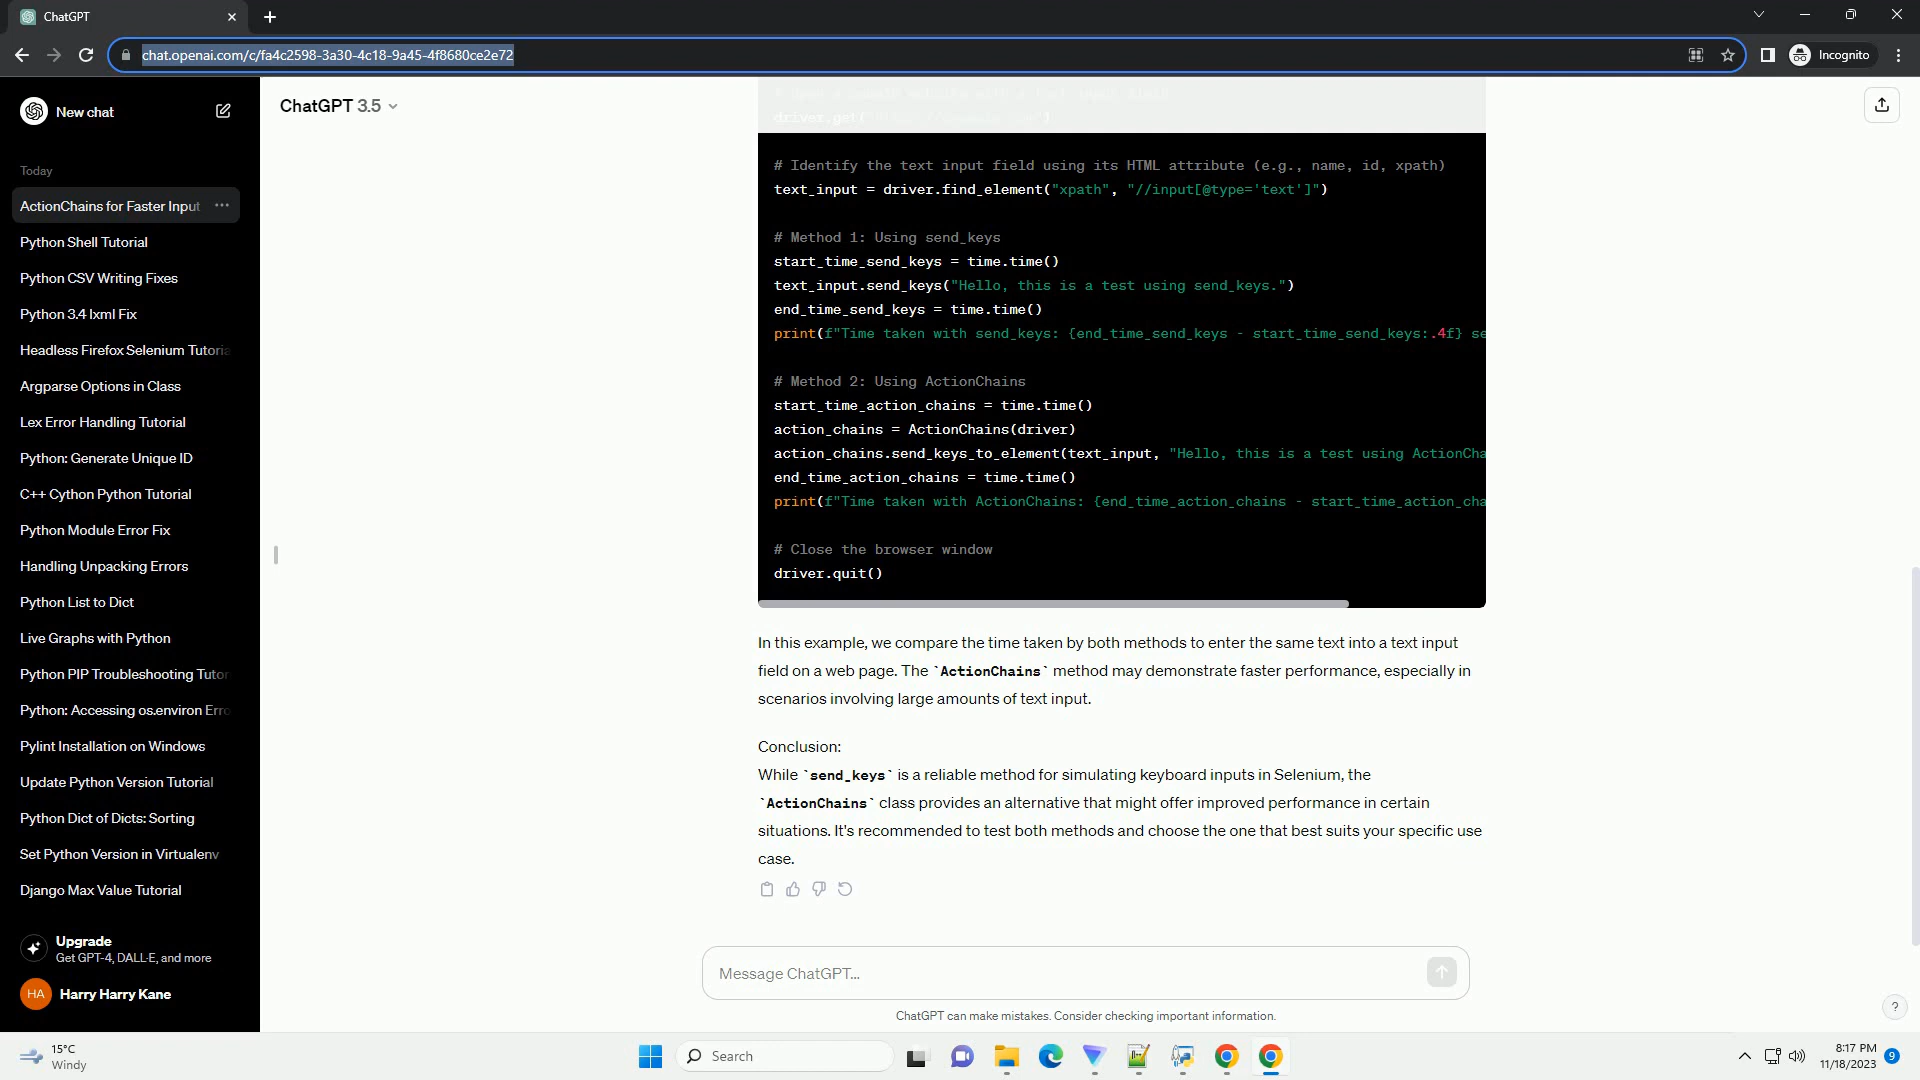 ChatGPT
chat.openai.com/c/fa4c2598-3a30-4c18-9a45-4f8680ce2e72
Incognito
New chat
Today
ActionChains for Faster Input
Python Shell Tutorial
Python CSV Writing Fixes
Python 3.4 lxml Fix
Headless Firefox Selenium Tutoria
Argparse Options in Class
Lex Error Handling Tutorial
Python: Generate Unique ID
C++ Cython Python Tutorial
Python Module Error Fix
Handling Unpacking Errors
Python List to Dict
Live Graphs with Python
Python PIP Troubleshooting Tutor
Python: Accessing os.environ Erro
Pylint Installation on Windows
Update Python Version Tutorial
Python Dict of Dicts: Sorting
Set Python Version in Virtualenv
Django Max Value Tutorial
Upgrade
Get GPT-4, DALL·E, and more
HA
Harry Harry Kane
ChatGPT 3.5
driver.get(
# Identify the text input field using its HTML attribute (e.g., name, id, xpath)
text_input = driver.find_element("xpath", "//input[@type='text']")
# Method 1: Using send_keys
start_time_send_keys = time.time()
text_input.send_keys("Hello, this is a test using send_keys.")
end_time_send_keys = time.time()
print(f"Time taken with send_keys: {end_time_send_keys - start_time_send_keys:.4f} se
# Method 2: Using ActionChains
start_time_action_chains = time.time()
action_chains = ActionChains(driver)
action_chains.send_keys_to_element(text_input, "Hello, this is a test using ActionCha
end_time_action_chains = time.time()
print(f"Time taken with ActionChains: {end_time_action_chains - start_time_action_cha
# Close the browser window
driver.quit()
In this example, we compare the time taken by both methods to enter the same text into a text input
field on a web page. The `ActionChains` method may demonstrate faster performance, especially in
scenarios involving large amounts of text input.
Conclusion:
While `send_keys` is a reliable method for simulating keyboard inputs in Selenium, the
`ActionChains` class provides an alternative that might offer improved performance in certain
situations. It's recommended to test both methods and choose the one that best suits your specific use
case.
Message ChatGPT...
ChatGPT can make mistakes. Consider checking important information.
?
15°C
Windy
Search
8:17 PM
11/18/2023
9